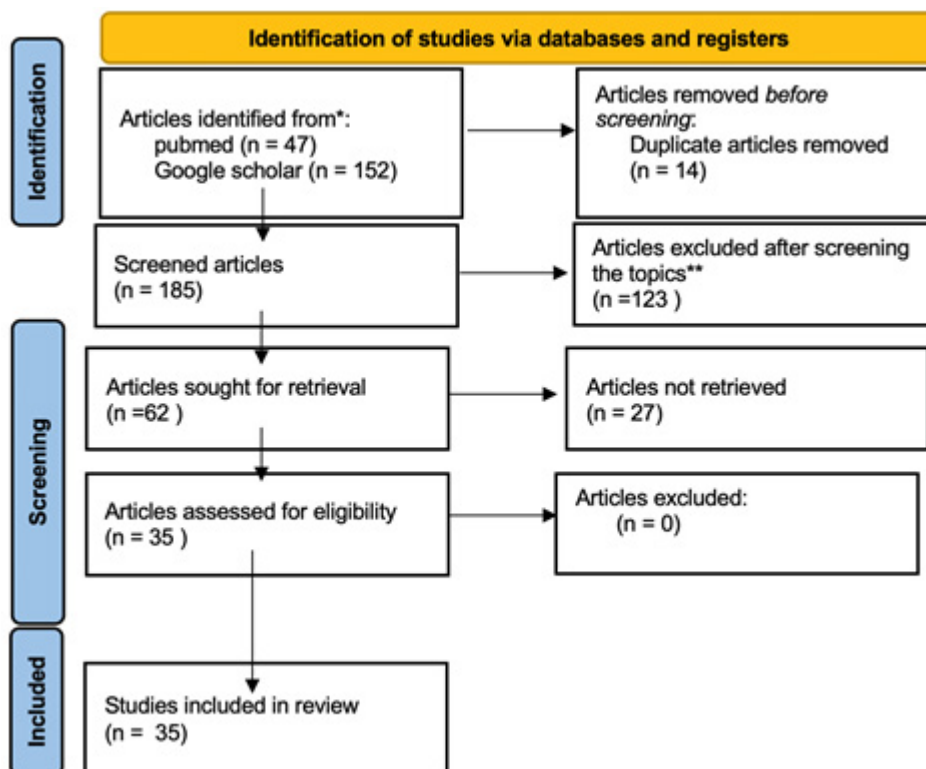 Identification of studies via databases and registers
Identification
Articles identified from*:
pubmed (n = 47)
Google scholar (n = 152)
Articles removed before
screening:
Duplicate articles removed
(n = 14)
Screened articles
(n = 185)
Articles excluded after screening
the topics**
(n =123 )
Screening
Articles sought for retrieval
(n =62 )
Articles not retrieved
(n = 27)
Articles assessed for eligibility
(n = 35 )
Articles excluded:
(n = 0)
Included
Studies included in review
(n = 35)